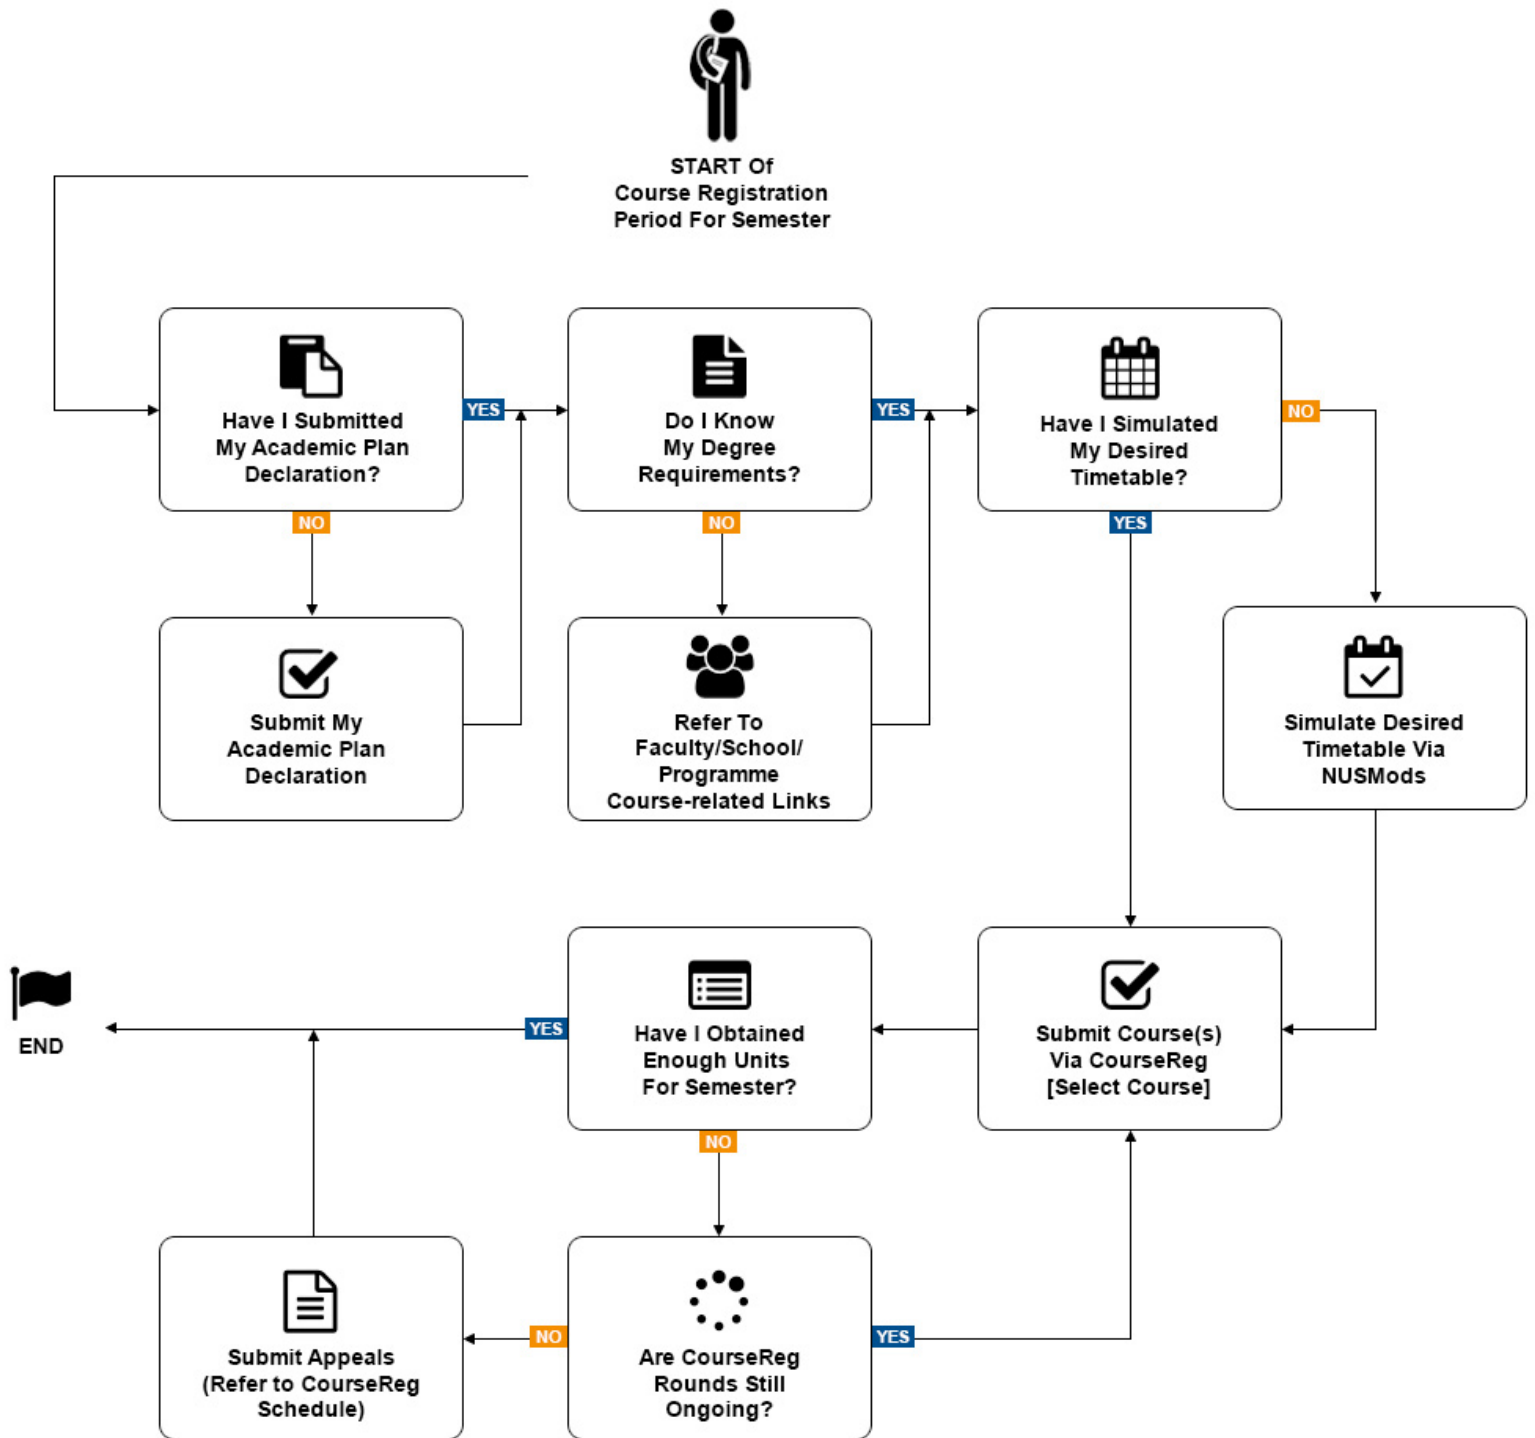 START Of
Course Registration
Period For Semester
Have I Submitted
My Academic Plan
Declaration?
YES
NO
Do I Know
My Degree
Requirements?
YES
NO
Have I Simulated
My Desired
Timetable?
NO
YES
Submit My
Academic Plan
Declaration
Refer To
Faculty/School/
Programme
Course-related Links
Simulate Desired
Timetable Via
NUSMods
Submit Course(s)
Via CourseReg
[Select Course]
Have I Obtained
Enough Units
For Semester?
YES
NO
END
Are CourseReg
Rounds Still
Ongoing?
YES
NO
Submit Appeals
(Refer to CourseReg
Schedule)